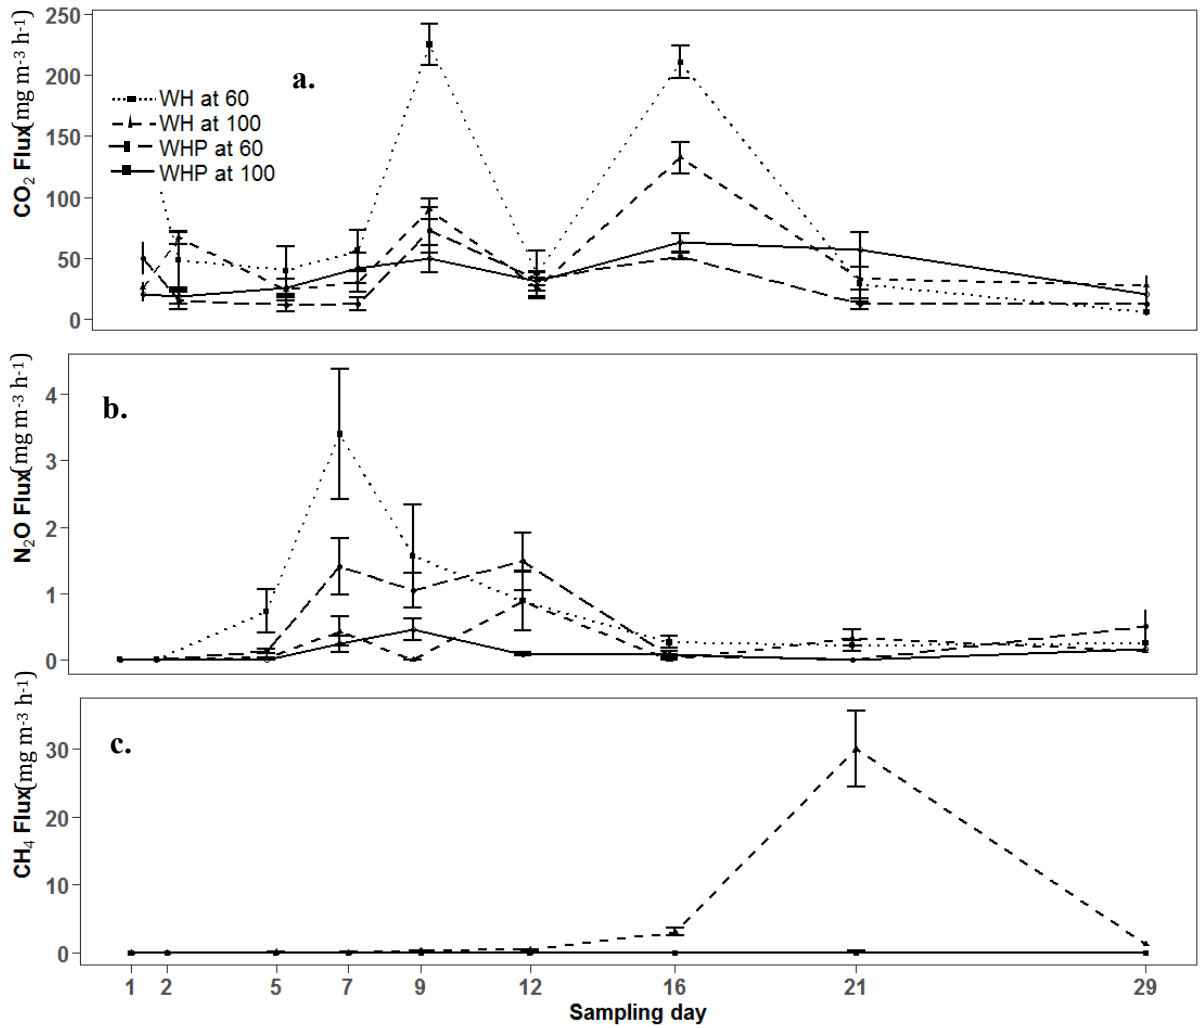 CO₂ Flux(mg m⁻³ h⁻¹)
250
200
150
100
50
0
a.
WH at 60
WH at 100
WHP at 60
WHP at 100
N₂O Flux(mg m⁻³ h⁻¹)
4
3
2
1
0
b.
CH₄ Flux(mg m⁻³ h⁻¹)
30
20
10
0
c.
1 2 5 7 9 12 16 21 29
Sampling day